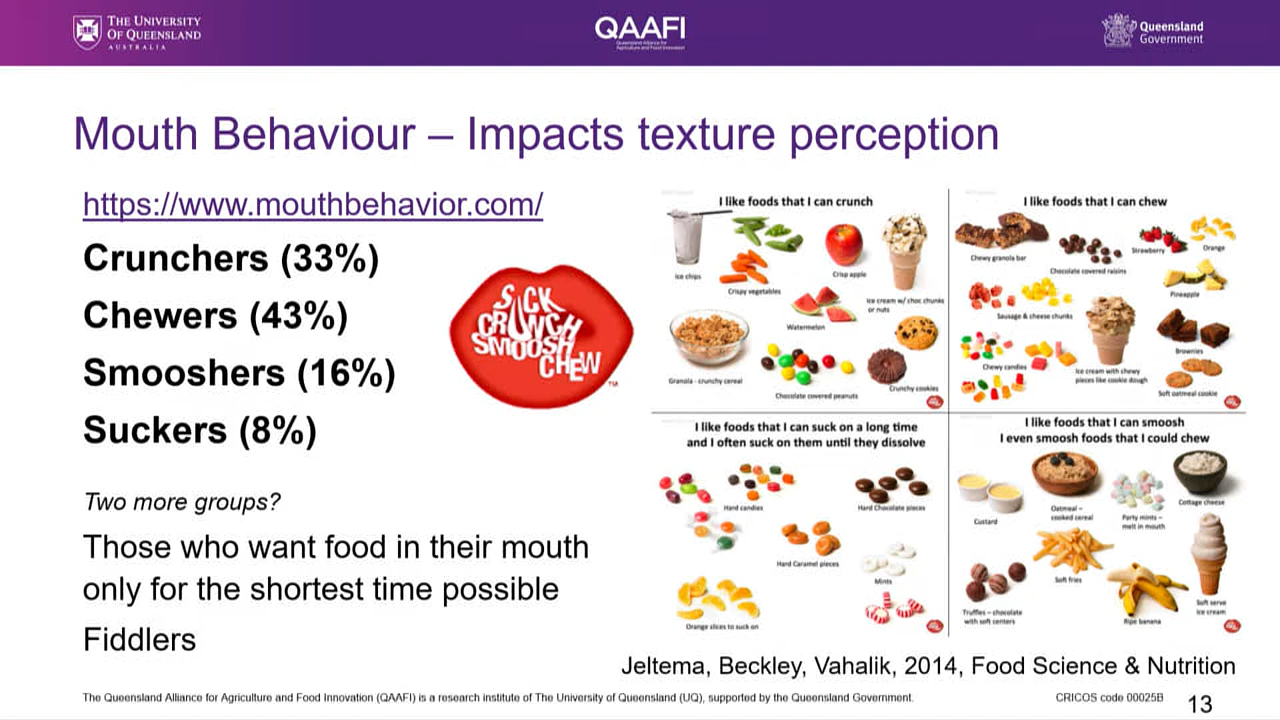 THE UNIVERSITY
OF QUEENSLAND
AUSTRALIA
QAAFI
Queensland Alliance for
Agriculture and Food Innovation
Queensland
Government
Mouth Behaviour – Impacts texture perception
https://www.mouthbehavior.com/
Crunchers (33%)
Chewers (43%)
Smooshers (16%)
Suckers (8%)
Two more groups?
Those who want food in their mouth
only for the shortest time possible
Fiddlers
SUCK
CRUNCH
SMOOSH
CHEW
TM
I like foods that I can crunch
Ice chips
Crispy vegetables
Crisp apple
Ice cream w/ choc chunks
or nuts
Watermelon
Granola - crunchy cereal
Chocolate covered peanuts
Crunchy cookies
I like foods that I can chew
Chewy granola bar
Chocolate covered raisins
Strawberry
Orange
Pineapple
Sausage & cheese chunks
Chewy candies
Ice cream with chewy
pieces like cookie dough
Brownies
Soft oatmeal cookie
I like foods that I can suck on a long time
and I often suck on them until they dissolve
Hard candies
Hard Chocolate pieces
Hard Caramel pieces
Mints
Orange slices to suck on
I like foods that I can smoosh
I even smoosh foods that I could chew
Custard
Oatmeal –
cooked cereal
Party mints –
melt in mouth
Cottage cheese
Soft fries
Truffles – chocolate
with soft centers
Ripe banana
Soft serve
ice cream
Jeltema, Beckley, Vahalik, 2014, Food Science & Nutrition
The Queensland Alliance for Agriculture and Food Innovation (QAAFI) is a research institute of The University of Queensland (UQ), supported by the Queensland Government.
CRICOS code 00025B
13